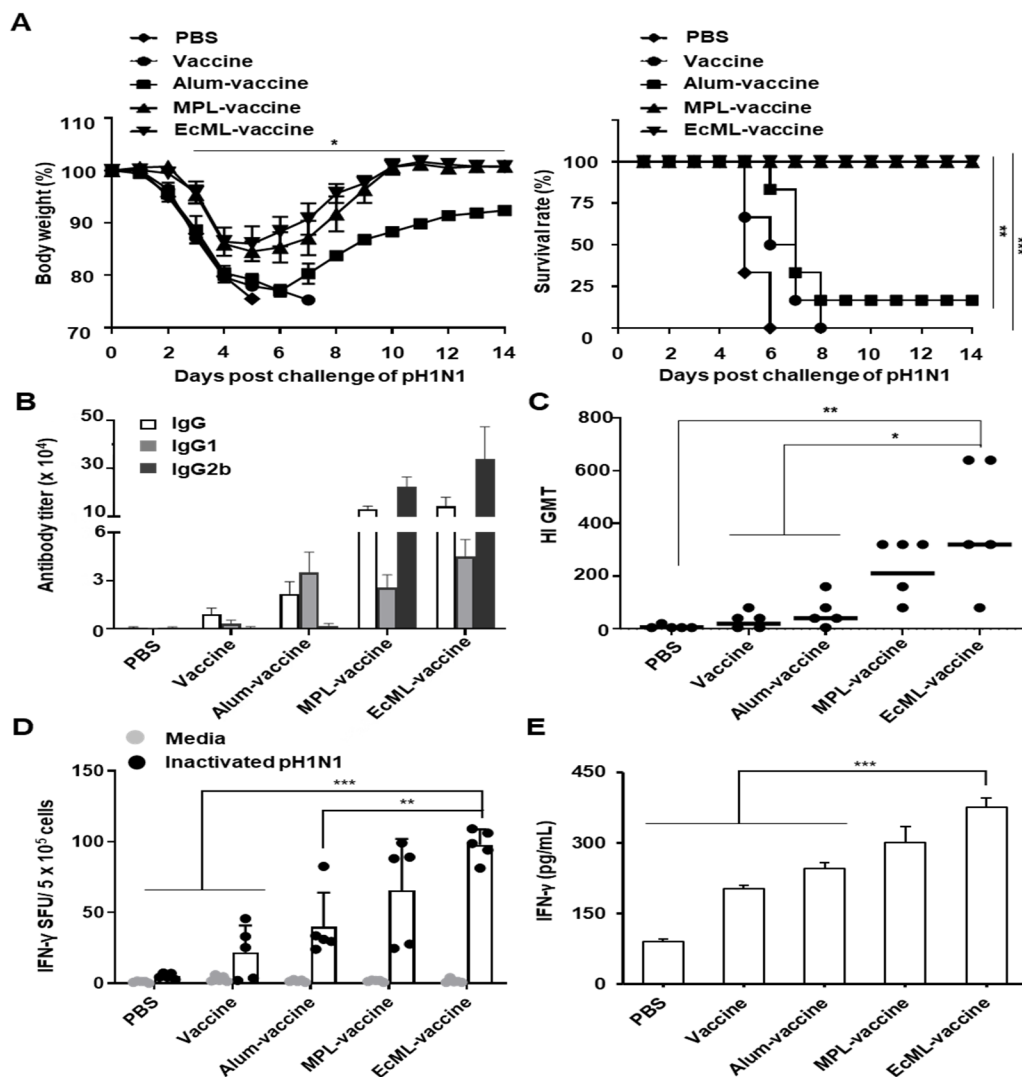 A
PBS
Vaccine
Alum-vaccine
MPL-vaccine
EcML-vaccine
*
110
100
90
80
70
Body weight (%)
0 2 4 6 8 10 12 14
Days post challenge of pH1N1
PBS
Vaccine
Alum-vaccine
MPL-vaccine
EcML-vaccine
100
75
50
25
0
Survival rate (%)
**
***
0 2 4 6 8 10 12 14
Days post challenge of pH1N1
B
IgG
IgG1
IgG2b
50
30
10
6
3
0
Antibody titer (x 10⁴)
PBS
Vaccine
Alum-vaccine
MPL-vaccine
EcML-vaccine
C
**
*
800
600
400
200
0
HI GMT
PBS
Vaccine
Alum-vaccine
MPL-vaccine
EcML-vaccine
D
Media
Inactivated pH1N1
***
**
150
100
50
0
IFN-γ SFU/ 5 x 10⁵ cells
PBS
Vaccine
Alum-vaccine
MPL-vaccine
EcML-vaccine
E
***
450
300
150
0
IFN-γ (pg/mL)
PBS
Vaccine
Alum-vaccine
MPL-vaccine
EcML-vaccine